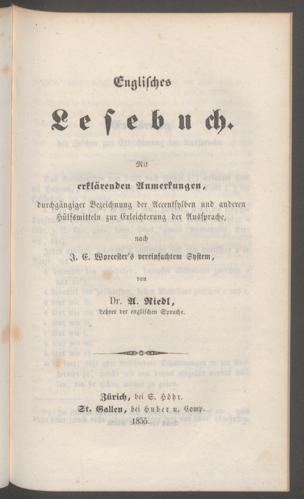 Englisches
Lesebuch.
Mit
erklärenden Anmerkungen,
durchgängiger Bezeichnung der Accentsylben und anderen
Hülfsmitteln zur Erleichterung der Aussprache,
nach
J. E. Worcester's vereinfachtem System,
von
Dr. A. Riedl,
Lehrer der englischen Sprache.
Zürich, bei S. Höhr.
St. Gallen, bei Huber u. Comp.
1855.